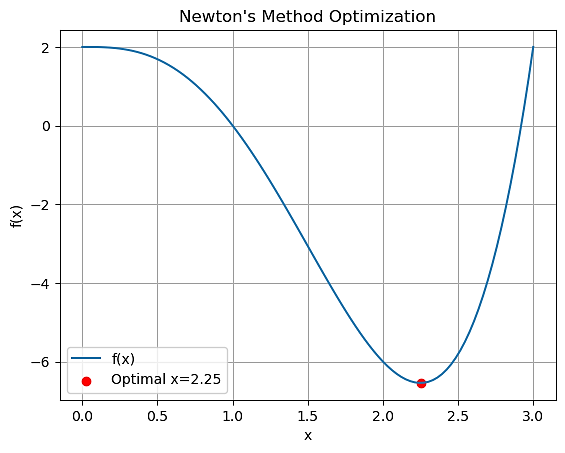 Newton's Method Optimization
2
0
−2
−4
−6
f(x)
f(x)
Optimal x=2.25
0.0 0.5 1.0 1.5 2.0 2.5 3.0
x